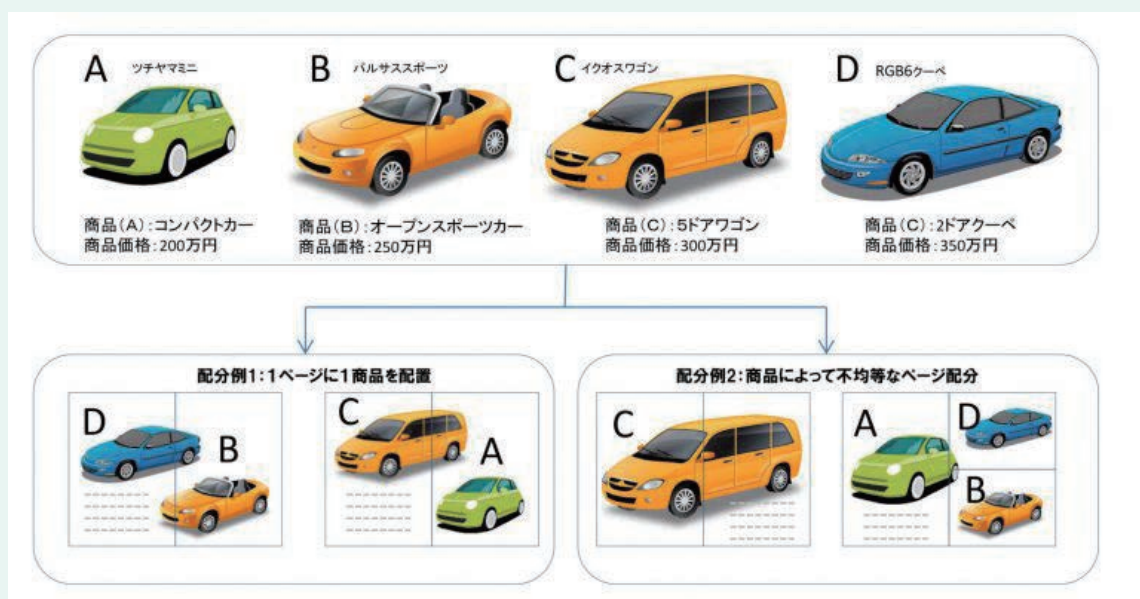 A ツチヤマミニ
B バルサススポーツ
C イクオスワゴン
D RGB6クーペ
商品(A):コンパクトカー
商品価格:200万円
商品(B):オープンスポーツカー
商品価格:250万円
商品(C):5ドアワゴン
商品価格:300万円
商品(C):2ドアクーペ
商品価格:350万円
配分例1:1ページに1商品を配置
D
B
C
A
配分例2:商品によって不均等なページ配分
C
A
D
B